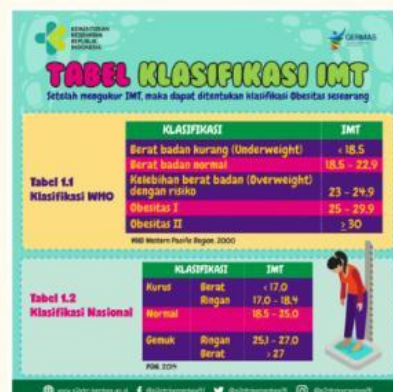 KEMENTERIAN
KESEHATAN
REPUBLIK
INDONESIA
GERMAS
TABEL KLASIFIKASI IMT
Setelah mengukur IMT, maka dapat ditentukan klasifikasi Obesitas seseorang
Tabel 1.1
Klasifikasi WHO
KLASIFIKASI IMT
Berat badan kurang (Underweight) < 18.5
Berat badan normal 18.5 - 22.9
Kelebihan berat badan (Overweight)
dengan risiko 23 - 24.9
Obesitas I 25 - 29.9
Obesitas II ≥ 30
WHO Western Pacific Region, 2000
Tabel 1.2
Klasifikasi Nasional
KLASIFIKASI IMT
Kurus Berat < 17,0
Ringan 17,0 - 18,4
Normal 18,5 - 25,0
Gemuk Ringan 25,1 - 27,0
Berat > 27
PGN, 2014